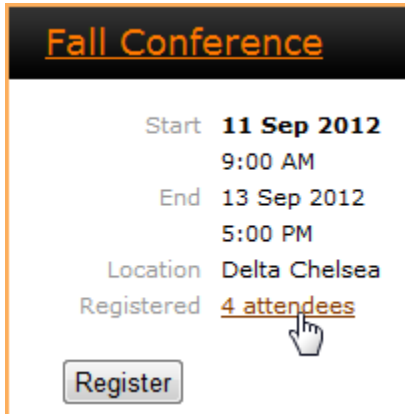 Fall Conference
Start 11 Sep 2012
9:00 AM
End 13 Sep 2012
5:00 PM
Location Delta Chelsea
Registered 4 attendees
Register